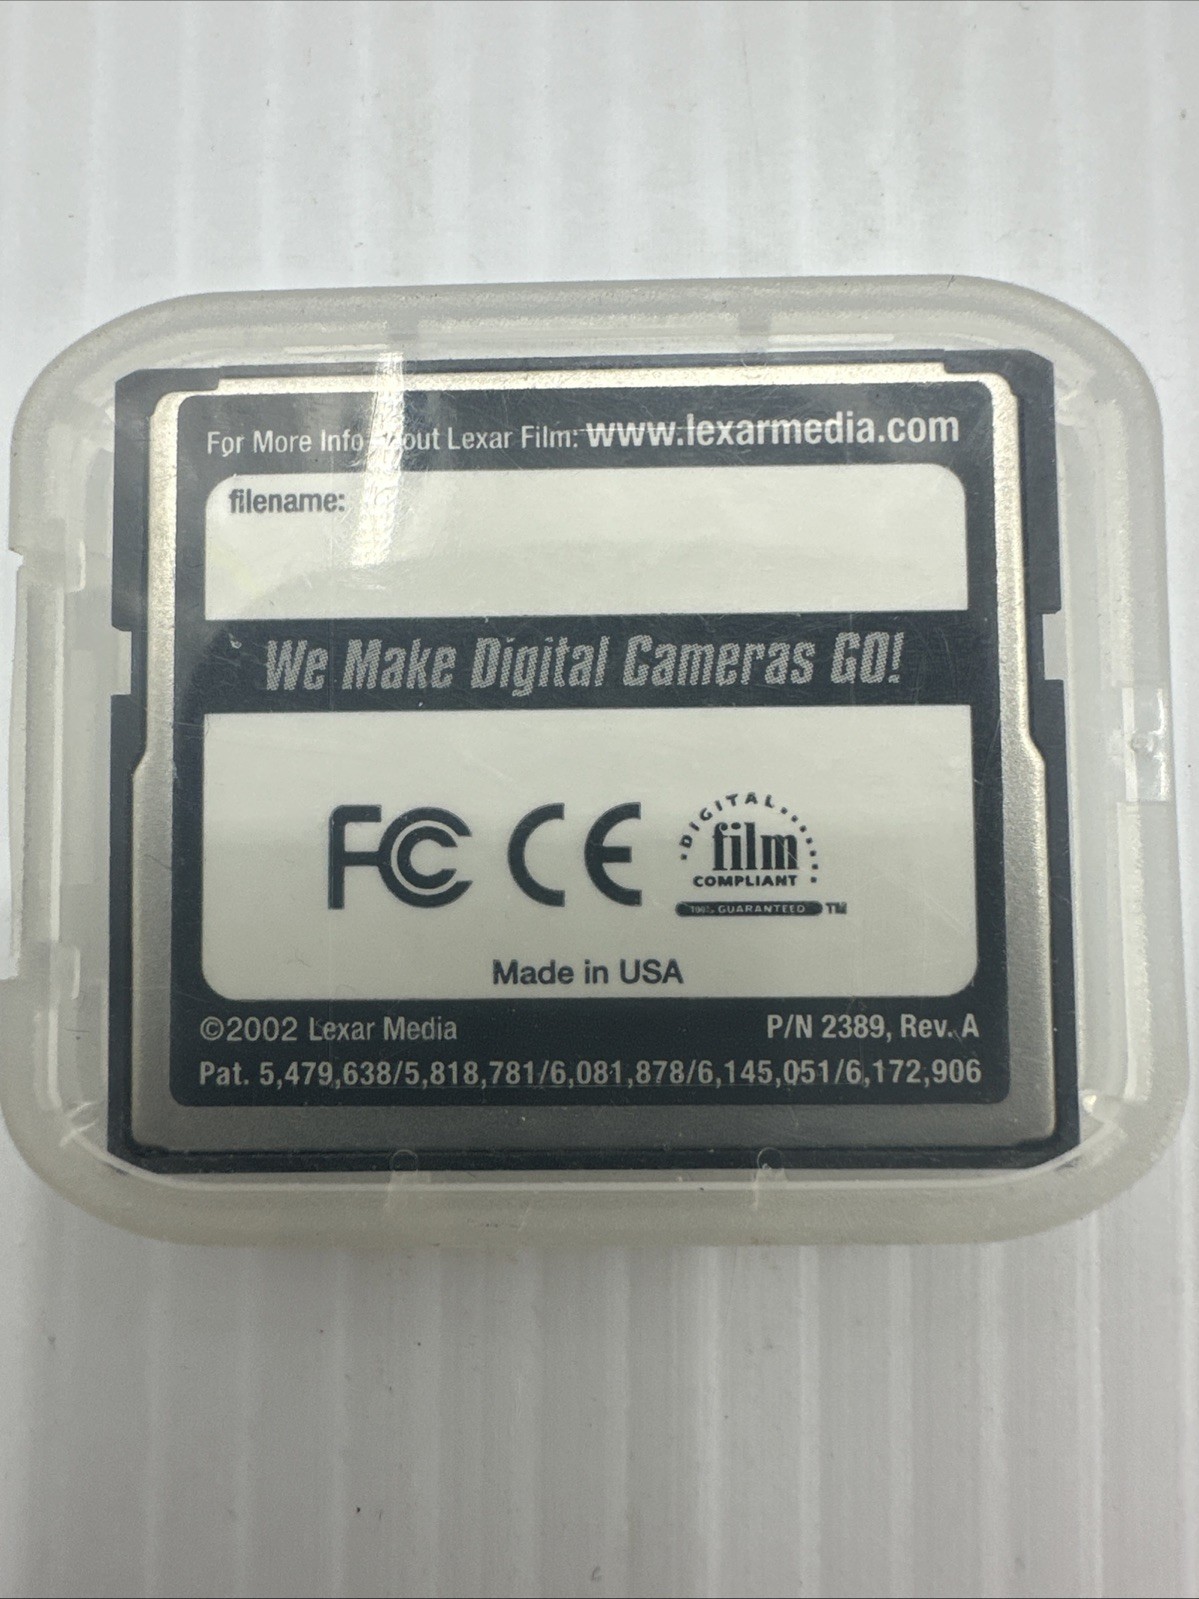 For More Info About Lexar Film: www.lexarmedia.com
filename:
We Make Digital Cameras GO!
FC CE DIGITAL
film
COMPLIANT
100% GUARANTEED TM
Made in USA
©2002 Lexar Media P/N 2389, Rev. A
Pat. 5,479,638/5,818,781/6,081,878/6,145,051/6,172,906